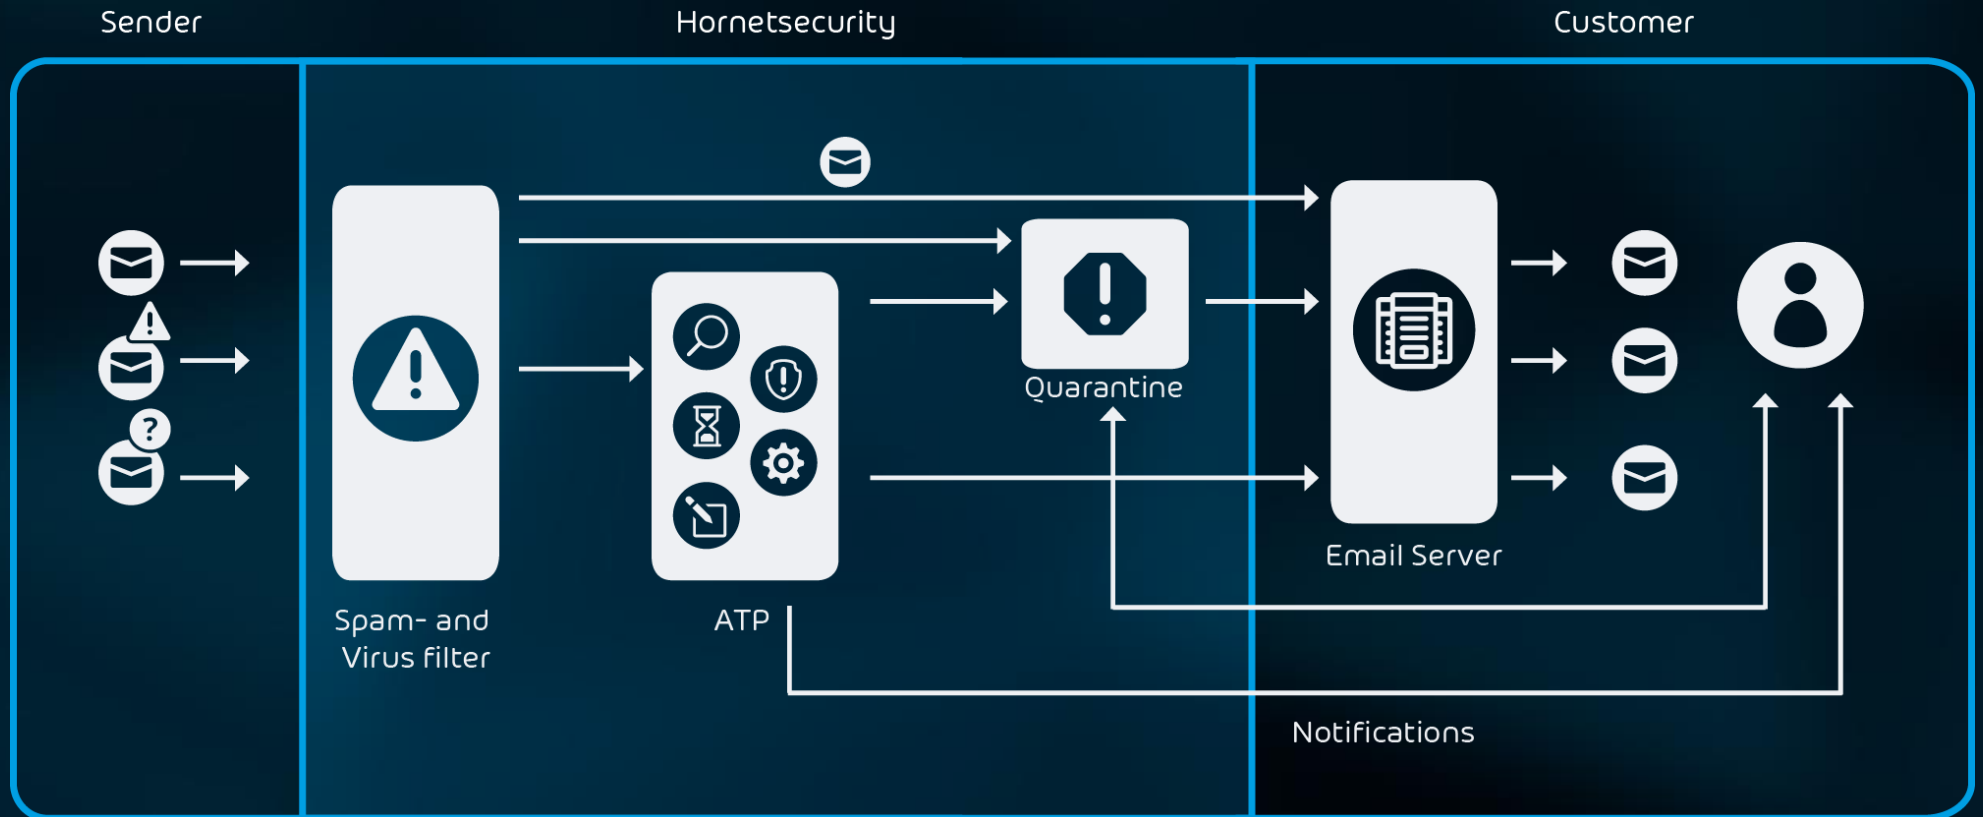 Sender
Hornetsecurity
Customer
?
Quarantine
Email Server
Spam- and
Virus filter
ATP
Notifications